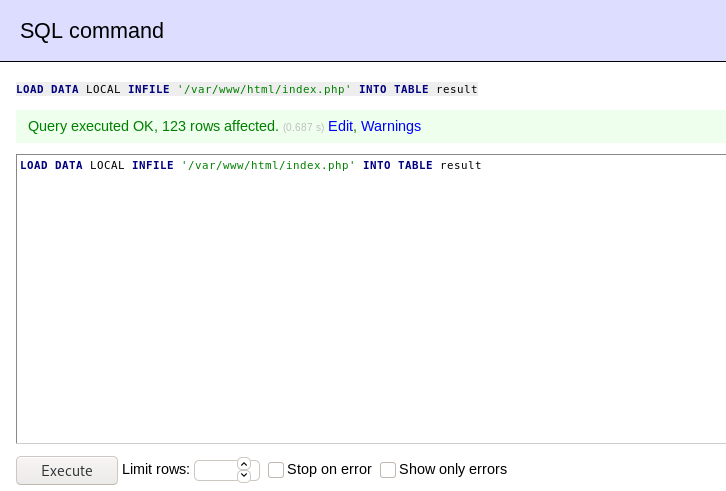 SQL command
LOAD DATA LOCAL INFILE '/var/www/html/index.php' INTO TABLE result
Query executed OK, 123 rows affected. (0.687 s) Edit, Warnings
LOAD DATA LOCAL INFILE '/var/www/html/index.php' INTO TABLE result
Execute Limit rows: Stop on error Show only errors